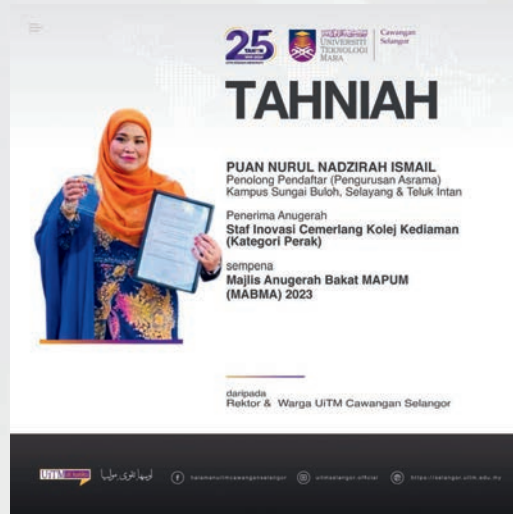 25
TAHUN
UNIVERSITI
TEKNOLOGI
MARA
Cawangan
Selangor
TAHNIAH
PUAN NURUL NADZIRAH ISMAIL
Penolong Pendaftar (Pengurusan Asrama)
Kampus Sungai Buloh, Selayang & Teluk Intan
Penerima Anugerah
Staf Inovasi Cemerlang Kolej Kediaman
(Kategori Perak)
sempena
Majlis Anugerah Bakat MAPUM
(MABMA) 2023
daripada
Rektor & Warga UiTM Cawangan Selangor
UiTM
halamanuitmcawanganselangor
uitmselangor.official
https://selangor.uitm.edu.my